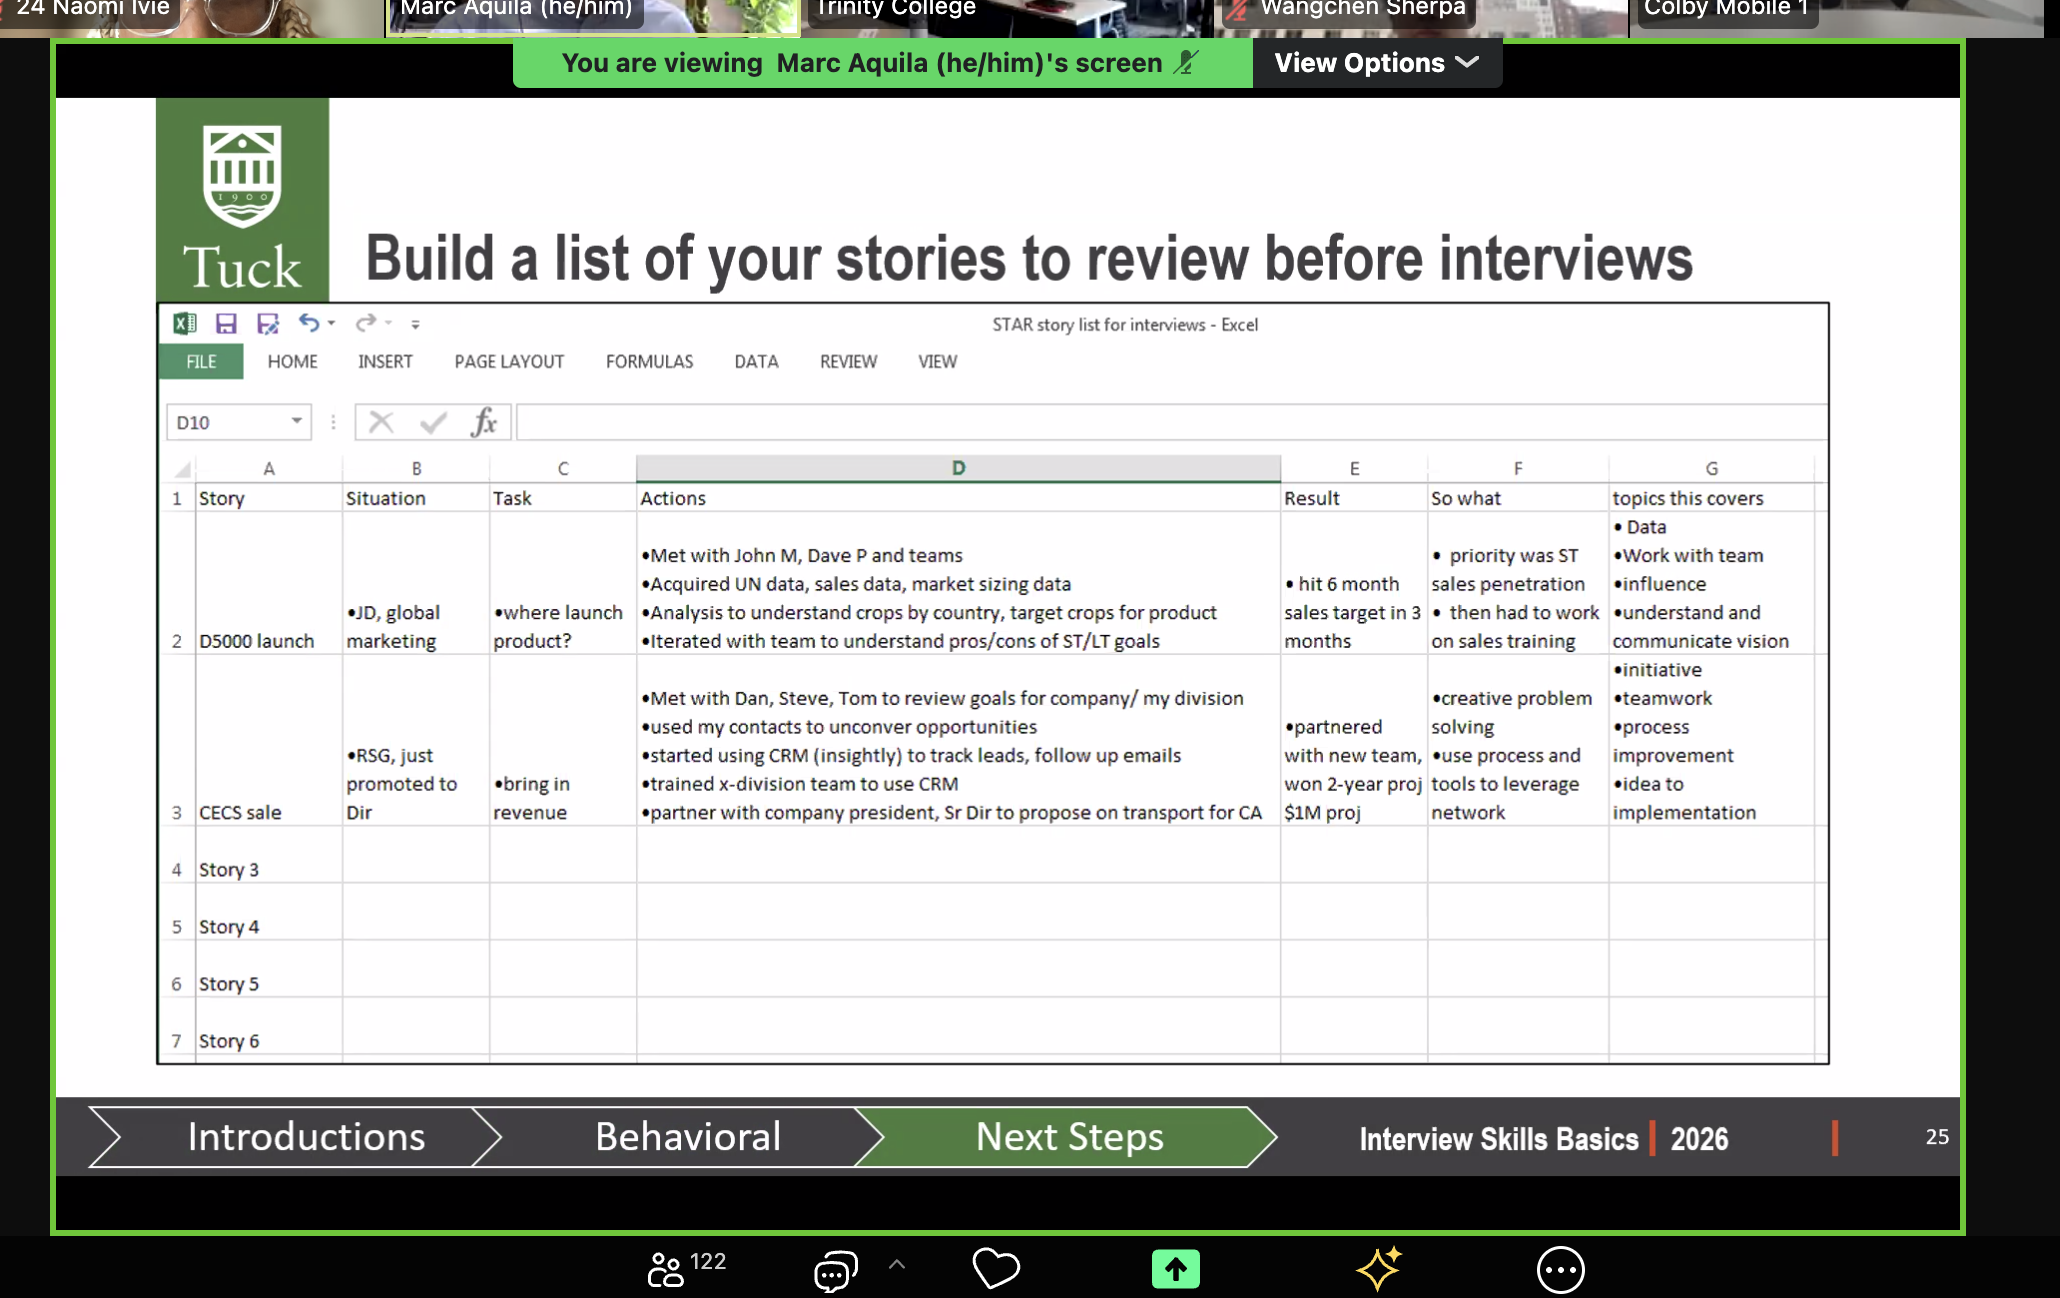 24 Naomi Ivie
Marc Aquila (he/him)
Trinity College
Wangchen Sherpa
Colby Mobile 1
You are viewing Marc Aquila (he/him)'s screen
View Options
1900
Tuck
Build a list of your stories to review before interviews
STAR story list for interviews - Excel
FILE HOME INSERT PAGE LAYOUT FORMULAS DATA REVIEW VIEW
D10
fx
A B C D E F G
1 Story Situation Task Actions Result So what topics this covers
2 D5000 launch
•JD, global
marketing
•where launch
product?
•Met with John M, Dave P and teams
•Acquired UN data, sales data, market sizing data
•Analysis to understand crops by country, target crops for product
•Iterated with team to understand pros/cons of ST/LT goals
• hit 6 month
sales target in 3
months
• priority was ST
sales penetration
• then had to work
on sales training
• Data
•Work with team
•influence
•understand and
communicate vision
3 CECS sale
•RSG, just
promoted to
Dir
•bring in
revenue
•Met with Dan, Steve, Tom to review goals for company/ my division
•used my contacts to unconver opportunities
•started using CRM (insightly) to track leads, follow up emails
•trained x-division team to use CRM
•partner with company president, Sr Dir to propose on transport for CA
•partnered
with new team,
won 2-year proj
$1M proj
•creative problem
solving
•use process and
tools to leverage
network
•initiative
•teamwork
•process
improvement
•idea to
implementation
4 Story 3
5 Story 4
6 Story 5
7 Story 6
Introductions
Behavioral
Next Steps
Interview Skills Basics | 2026
25
122